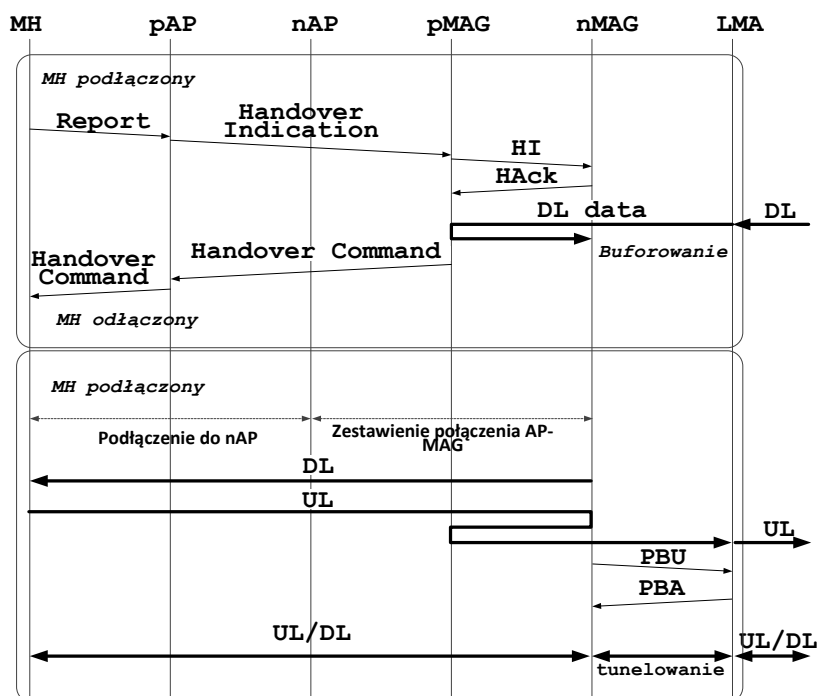 MH pAP nAP pMAG nMAG LMA
MH podłączony
Report
Handover
Indication
HI
HAck
DL data
DL
Handover Command
Buforowanie
Handover
Command
MH odłączony
MH podłączony
Podłączenie do nAP
Zestawienie połączenia AP-
MAG
DL
UL
UL
PBU
PBA
UL/DL
UL/DL
tunelowanie